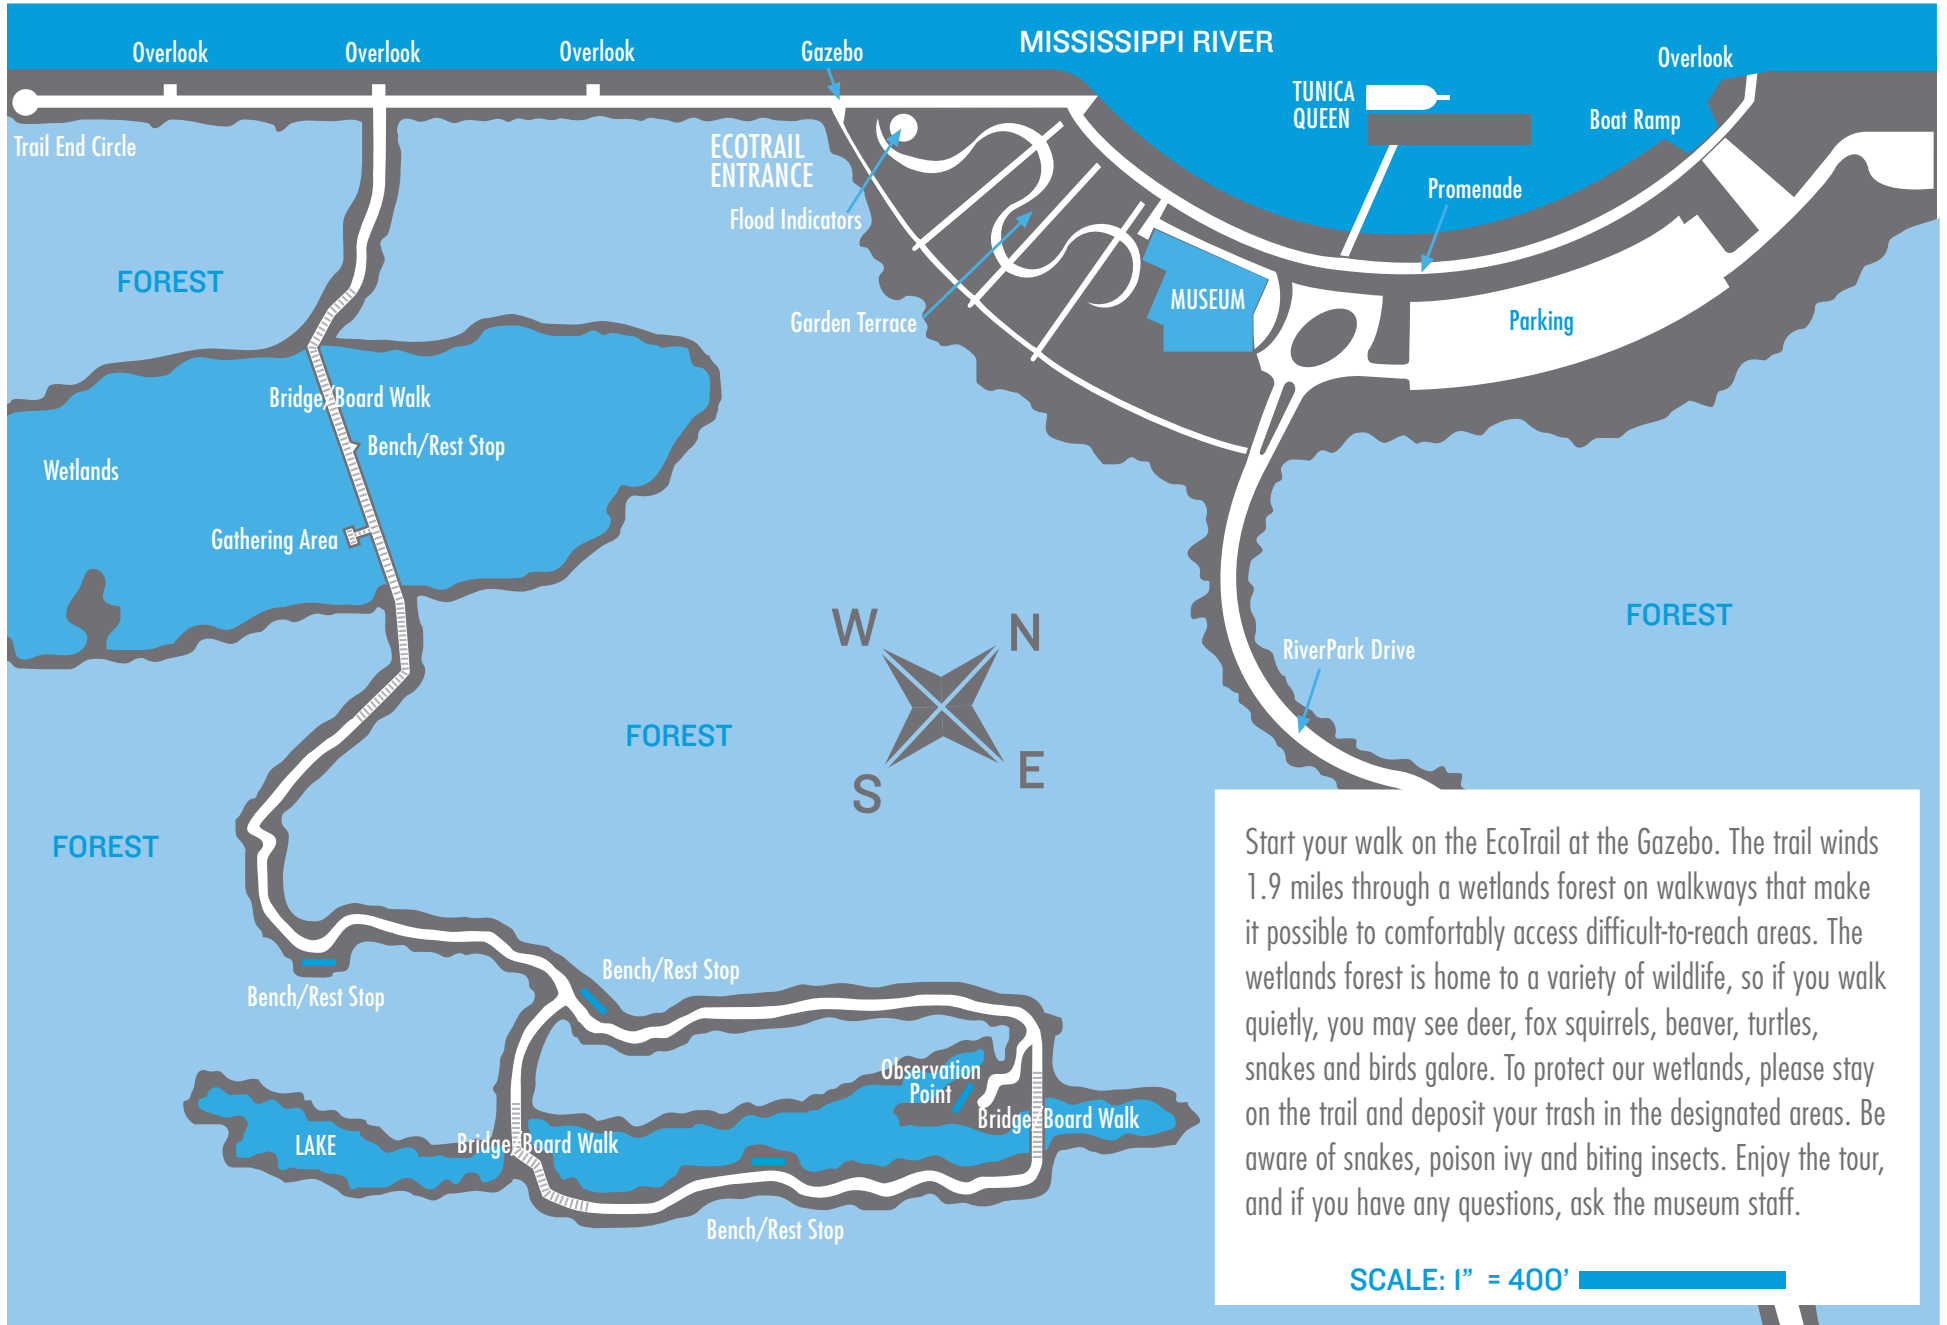 MISSISSIPPI RIVER
Overlook
Overlook
Overlook
Gazebo
Overlook
TUNICA
QUEEN
Boat Ramp
Trail End Circle
ECOTRAIL
ENTRANCE
Promenade
Flood Indicators
FOREST
MUSEUM
Garden Terrace
Parking
Bridge/Board Walk
Bench/Rest Stop
Wetlands
Gathering Area
W
N
S
E
FOREST
RiverPark Drive
FOREST
FOREST
Bench/Rest Stop
Bench/Rest Stop
Observation
Point
Bridge/Board Walk
LAKE
Bridge/Board Walk
Bench/Rest Stop
Start your walk on the EcoTrail at the Gazebo. The trail winds
1.9 miles through a wetlands forest on walkways that make
it possible to comfortably access difficult-to-reach areas. The
wetlands forest is home to a variety of wildlife, so if you walk
quietly, you may see deer, fox squirrels, beaver, turtles,
snakes and birds galore. To protect our wetlands, please stay
on the trail and deposit your trash in the designated areas. Be
aware of snakes, poison ivy and biting insects. Enjoy the tour,
and if you have any questions, ask the museum staff.
SCALE: 1” = 400’